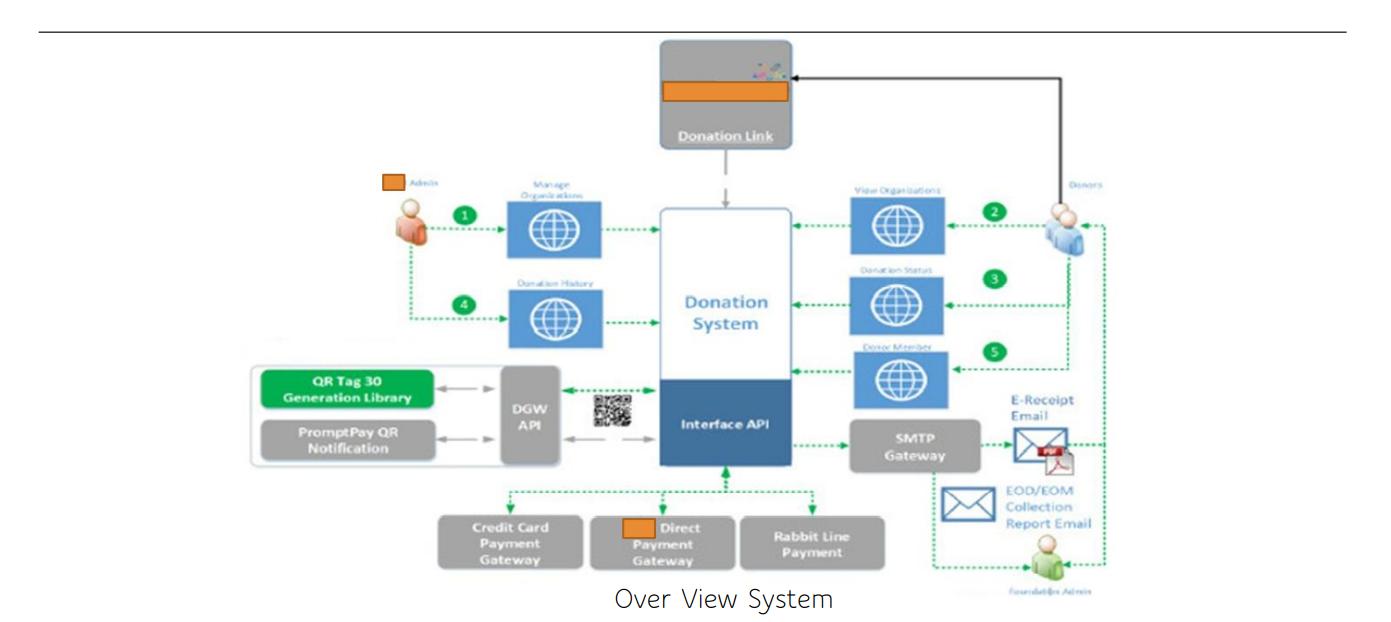 Donation Link
Admin
Manage
Organizations
View Organizations
Donors
1
2
Donation History
Donation Status
3
4
Donation
System
Donor Member
5
QR Tag 30
Generation Library
DGW
API
PromptPay QR
Notification
Interface API
SMTP
Gateway
E-Receipt
Email
PDF
EOD/EOM
Collection
Report Email
Credit Card
Payment
Gateway
Direct
Payment
Gateway
Rabbit Line
Payment
Foundation Admin
Over View System